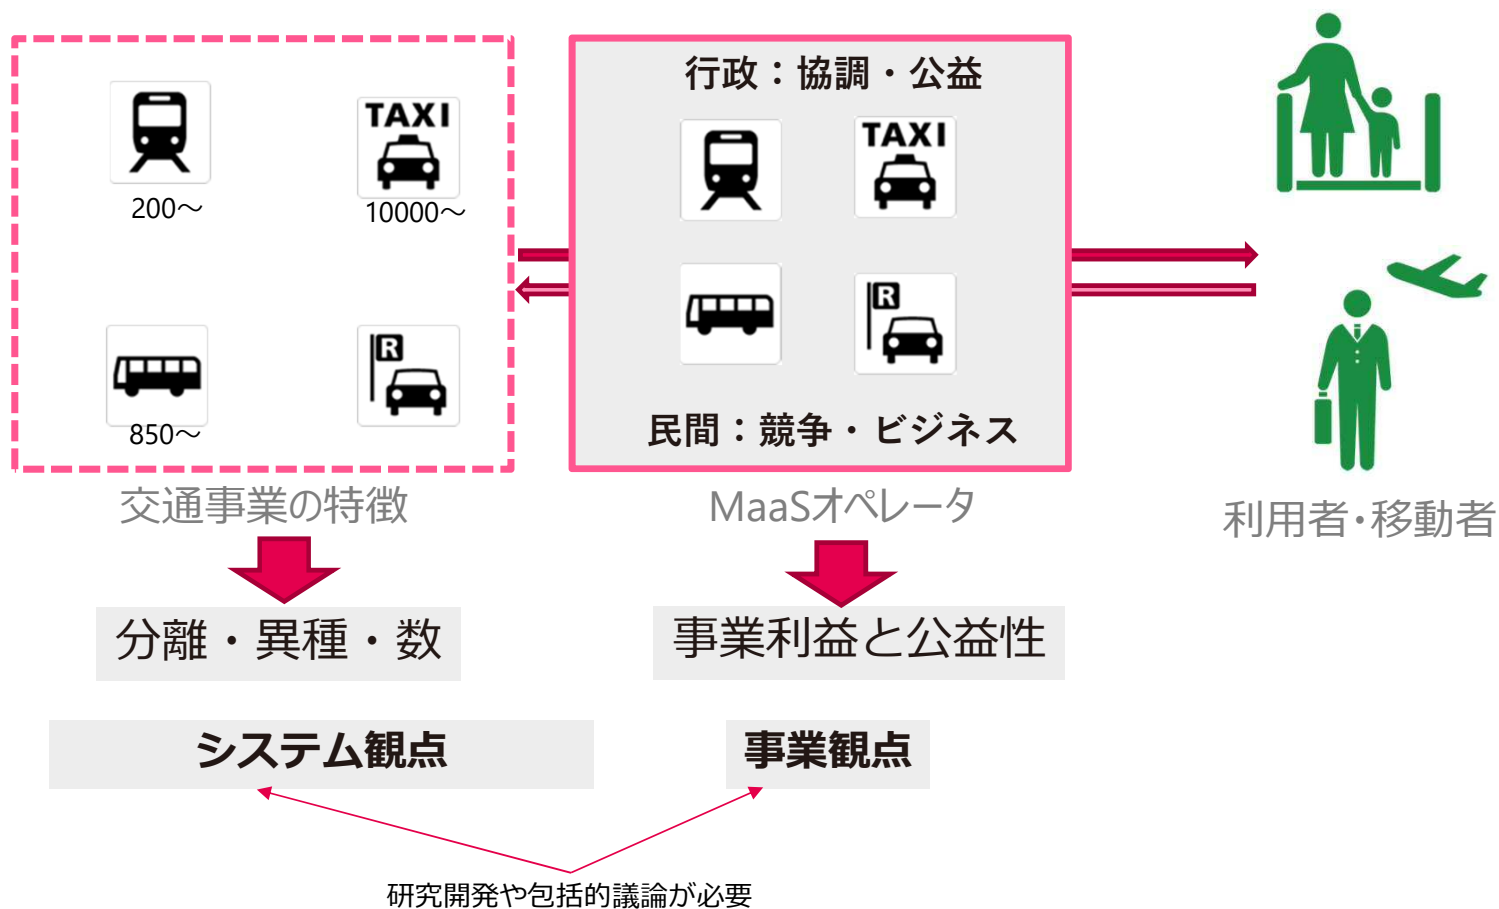 TAXI
200～
10000～
R
850～
交通事業の特徴
分離・異種・数
システム観点
行政：協調・公益
TAXI
R
民間：競争・ビジネス
MaaSオペレータ
事業利益と公益性
事業観点
利用者・移動者
研究開発や包括的議論が必要